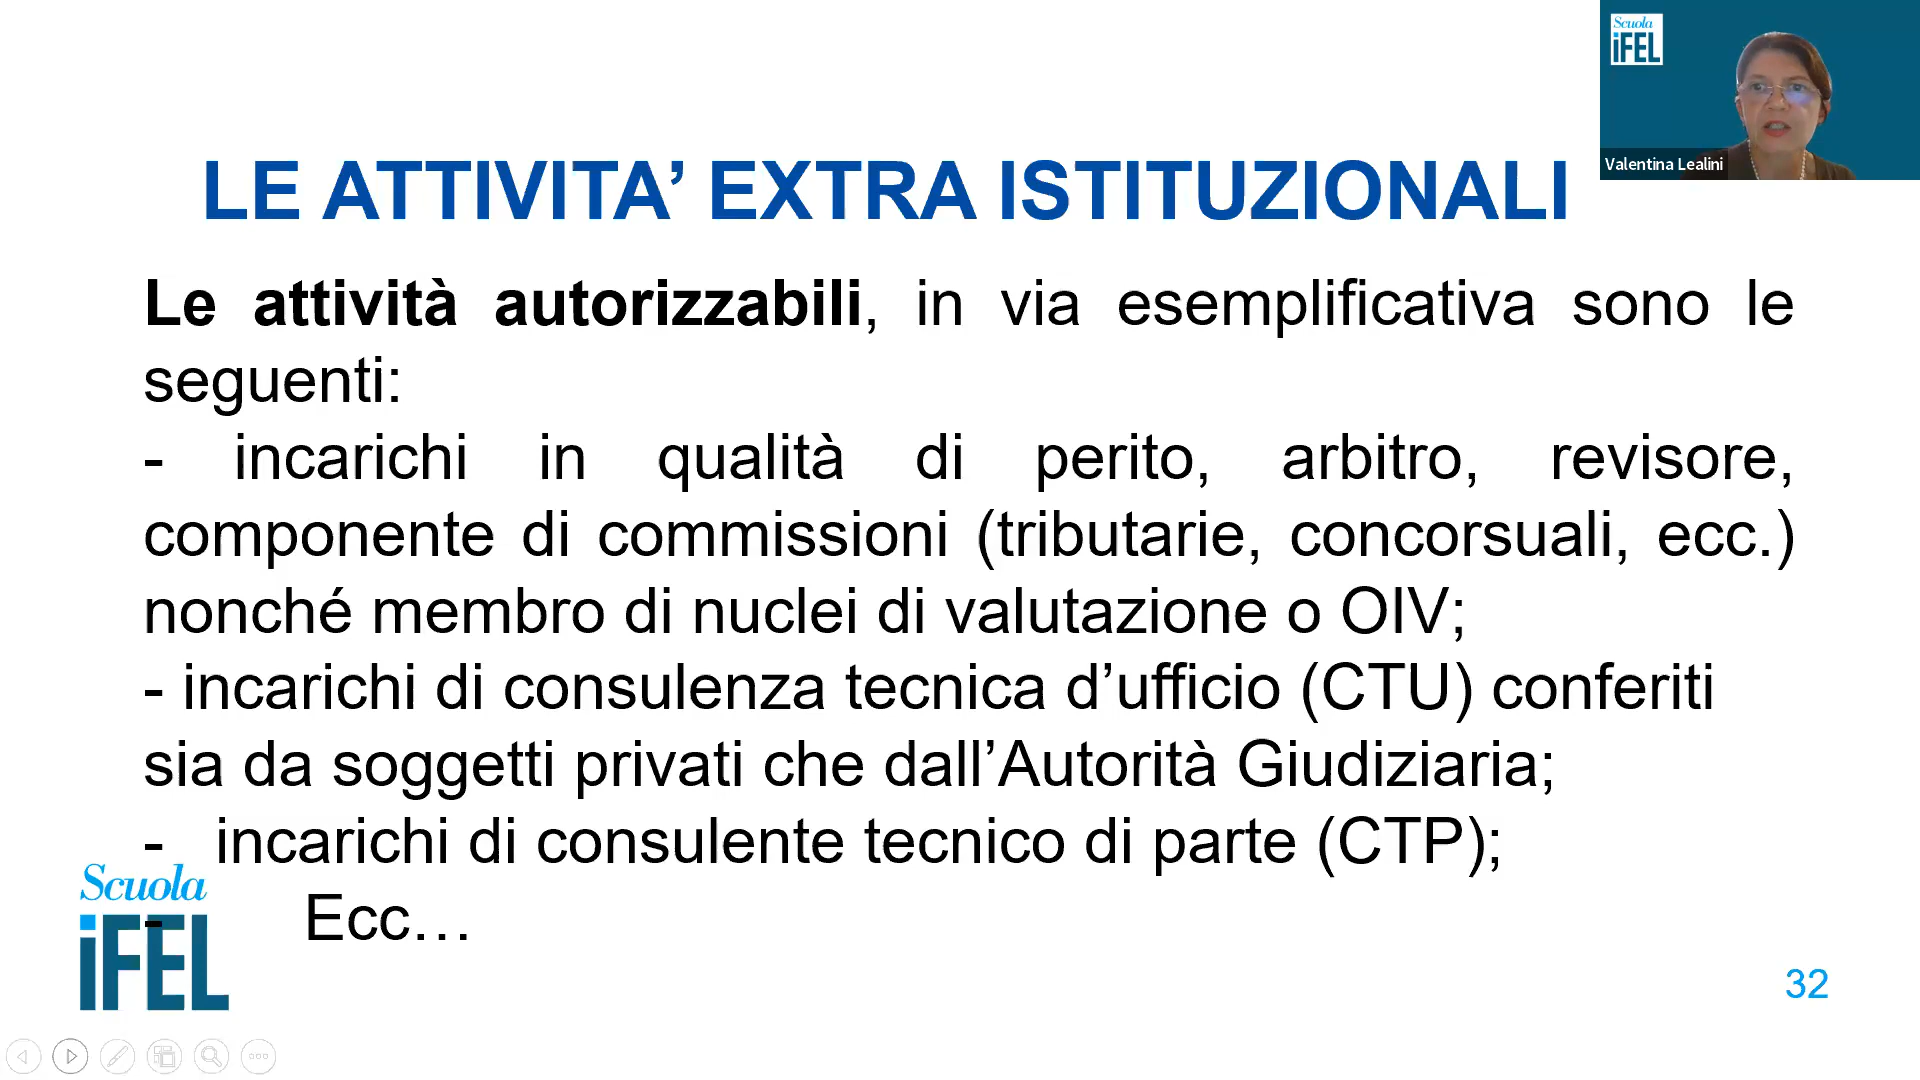 Scuola
iFEL
Valentina Lealini
LE ATTIVITA’ EXTRA ISTITUZIONALI
Le attività autorizzabili, in via esemplificativa sono le
seguenti:
- incarichi in qualità di perito, arbitro, revisore,
componente di commissioni (tributarie, concorsuali, ecc.)
nonché membro di nuclei di valutazione o OIV;
- incarichi di consulenza tecnica d’ufficio (CTU) conferiti
sia da soggetti privati che dall’Autorità Giudiziaria;
- incarichi di consulente tecnico di parte (CTP);
- Ecc…
Scuola
iFEL
32